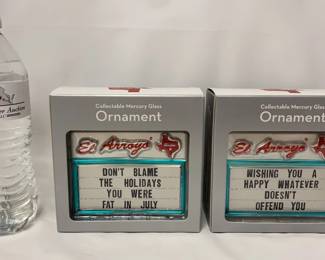 Collectable Mercury Glass
Ornament
El Arroyo
DON'T BLAME
THE HOLIDAYS
YOU WERE
FAT IN JULY
Collectable Mercury Glass
Ornament
El Arroyo
WISHING YOU A
HAPPY WHATEVER
DOESN'T
OFFEND YOU